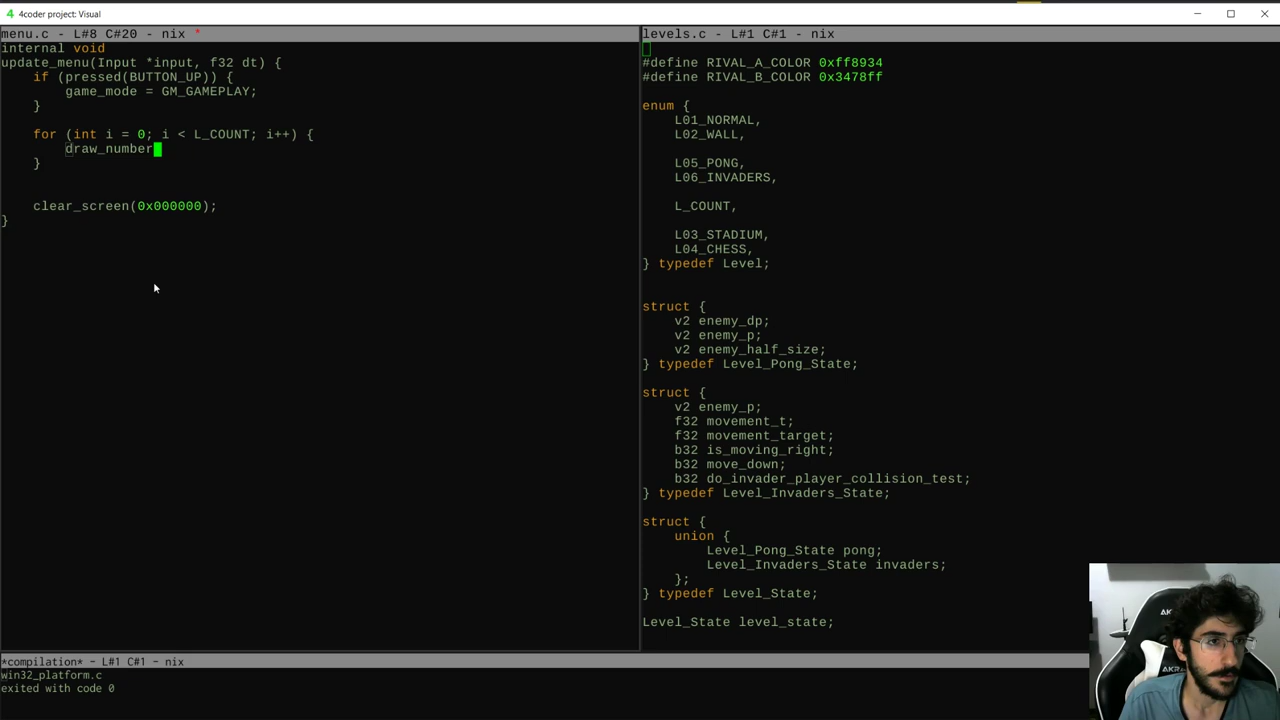 4 4coder project: Visual
menu.c - L#8 C#20 - nix *
internal void
update_menu(Input *input, f32 dt) {
    if (pressed(BUTTON_UP)) {
        game_mode = GM_GAMEPLAY;
    }
    for (int i = 0; i < L_COUNT; i++) {
        draw_number
    }
    clear_screen(0x000000);
}
levels.c - L#1 C#1 - nix
#define RIVAL_A_COLOR 0xff8934
#define RIVAL_B_COLOR 0x3478ff
enum {
    L01_NORMAL,
    L02_WALL,
    L05_PONG,
    L06_INVADERS,
    L_COUNT,
    L03_STADIUM,
    L04_CHESS,
} typedef Level;
struct {
    v2 enemy_dp;
    v2 enemy_p;
    v2 enemy_half_size;
} typedef Level_Pong_State;
struct {
    v2 enemy_p;
    f32 movement_t;
    f32 movement_target;
    b32 is_moving_right;
    b32 move_down;
    b32 do_invader_player_collision_test;
} typedef Level_Invaders_State;
struct {
    union {
        Level_Pong_State pong;
        Level_Invaders_State invaders;
    };
} typedef Level_State;
Level_State level_state;
*compilation* - L#1 C#1 - nix
win32_platform.c
exited with code 0